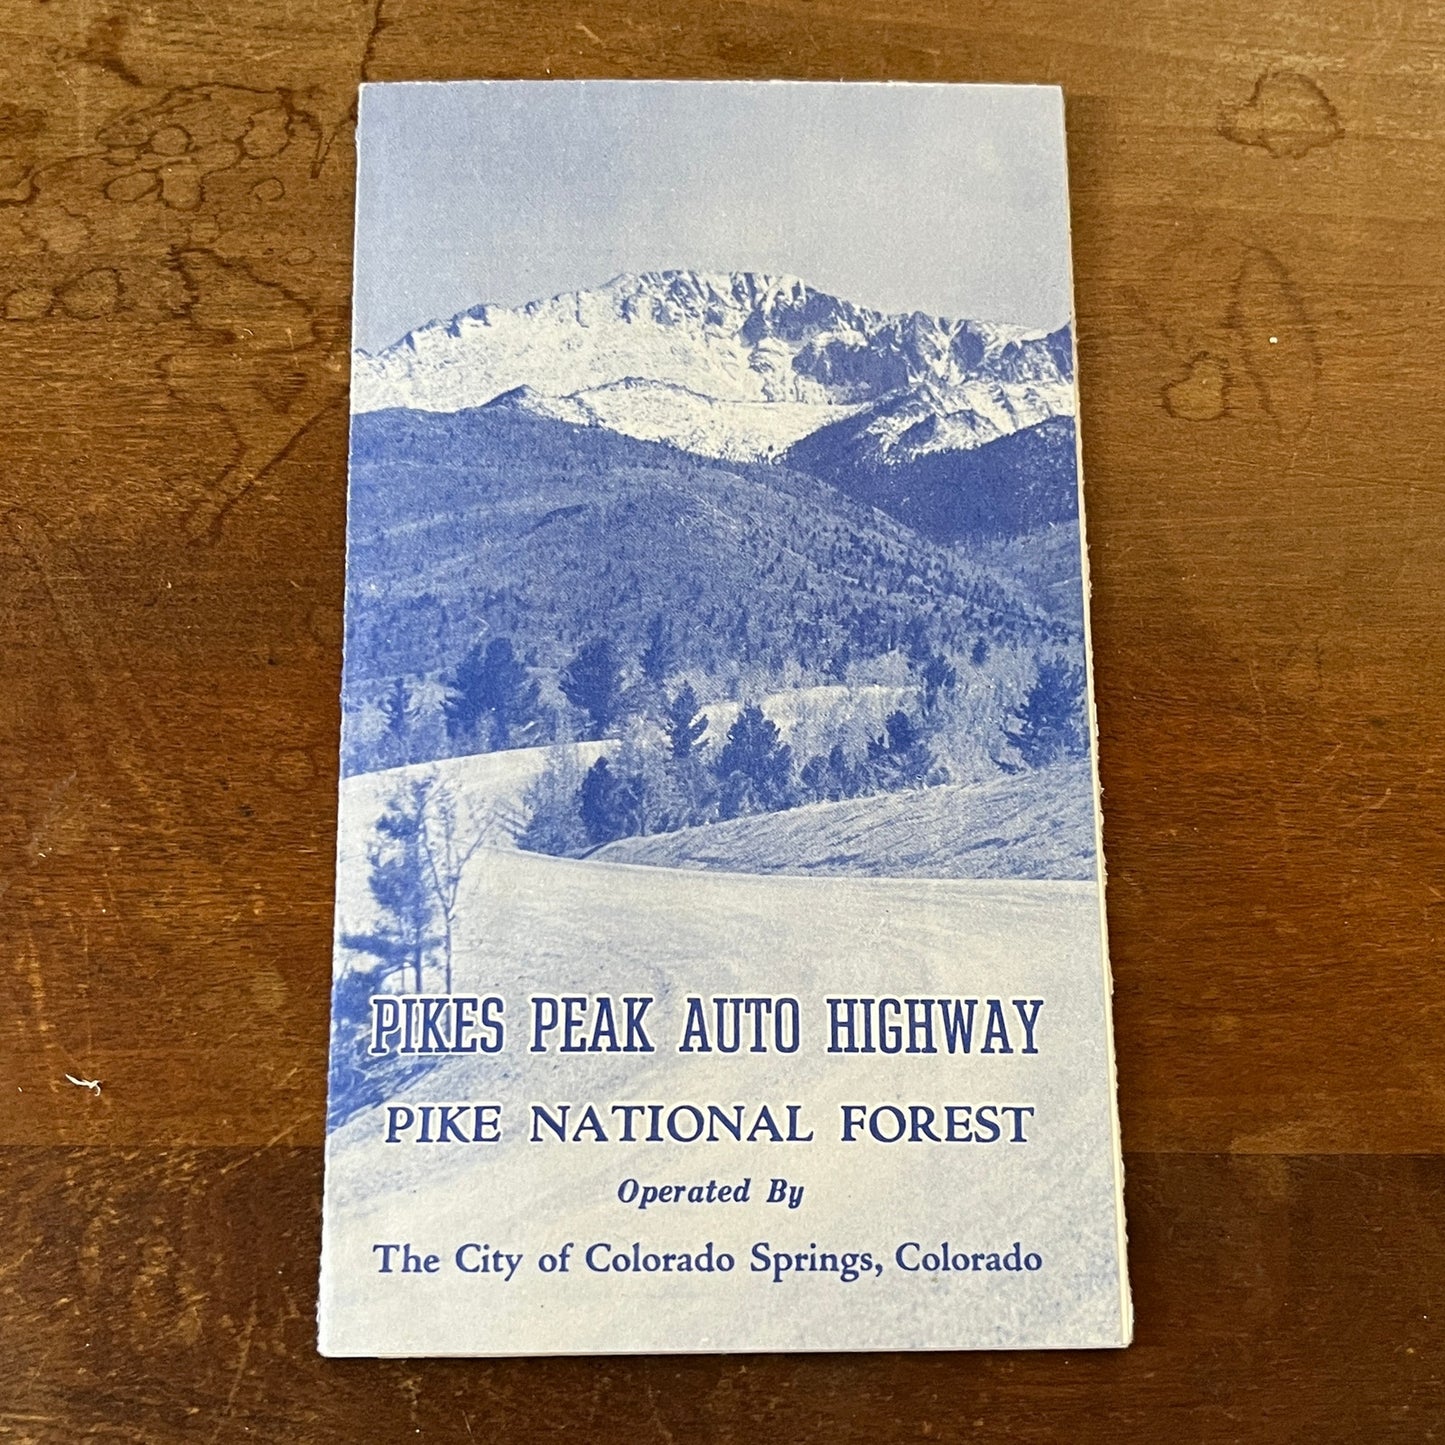 PIKES PEAK AUTO HIGHWAY
PIKE NATIONAL FOREST
Operated By
The City of Colorado Springs, Colorado